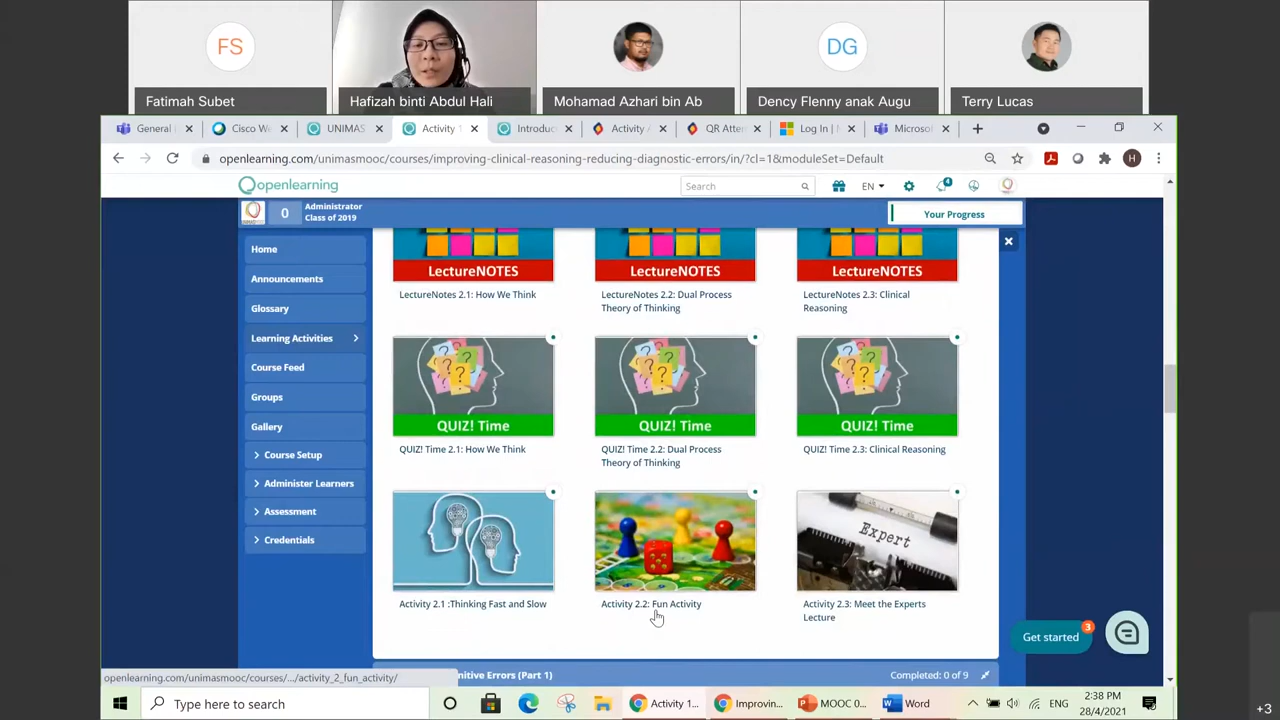 FS
DG
Fatimah Subet
Hafizah binti Abdul Hali
Mohamad Azhari bin Ab
Dency Flenny anak Augu
Terry Lucas
General |
Cisco We
UNIMAS
Activity 1
Introduc
Activity A
QR Atten
Log In | M
Microso
openlearning.com/unimasmooc/courses/improving-clinical-reasoning-reducing-diagnostic-errors/in/?cl=1&moduleSet=Default
H
openlearning
Search
EN
4
0
Administrator
Class of 2019
Your Progress
Home
Announcements
Glossary
Learning Activities
Course Feed
Groups
Gallery
Course Setup
Administer Learners
Assessment
Credentials
LectureNOTES
LectureNOTES
LectureNOTES
LectureNotes 2.1: How We Think
LectureNotes 2.2: Dual Process
Theory of Thinking
LectureNotes 2.3: Clinical
Reasoning
QUIZ! Time
QUIZ! Time
QUIZ! Time
QUIZ! Time 2.1: How We Think
QUIZ! Time 2.2: Dual Process
Theory of Thinking
QUIZ! Time 2.3: Clinical Reasoning
Expert
Activity 2.1 :Thinking Fast and Slow
Activity 2.2: Fun Activity
Activity 2.3: Meet the Experts
Lecture
Get started
3
nitive Errors (Part 1)
Completed: 0 of 9
openlearning.com/unimasmooc/courses/.../activity_2_fun_activity/
Type here to search
Activity 1...
Improvin...
MOOC 0...
Word
ENG
2:38 PM
28/4/2021
+3